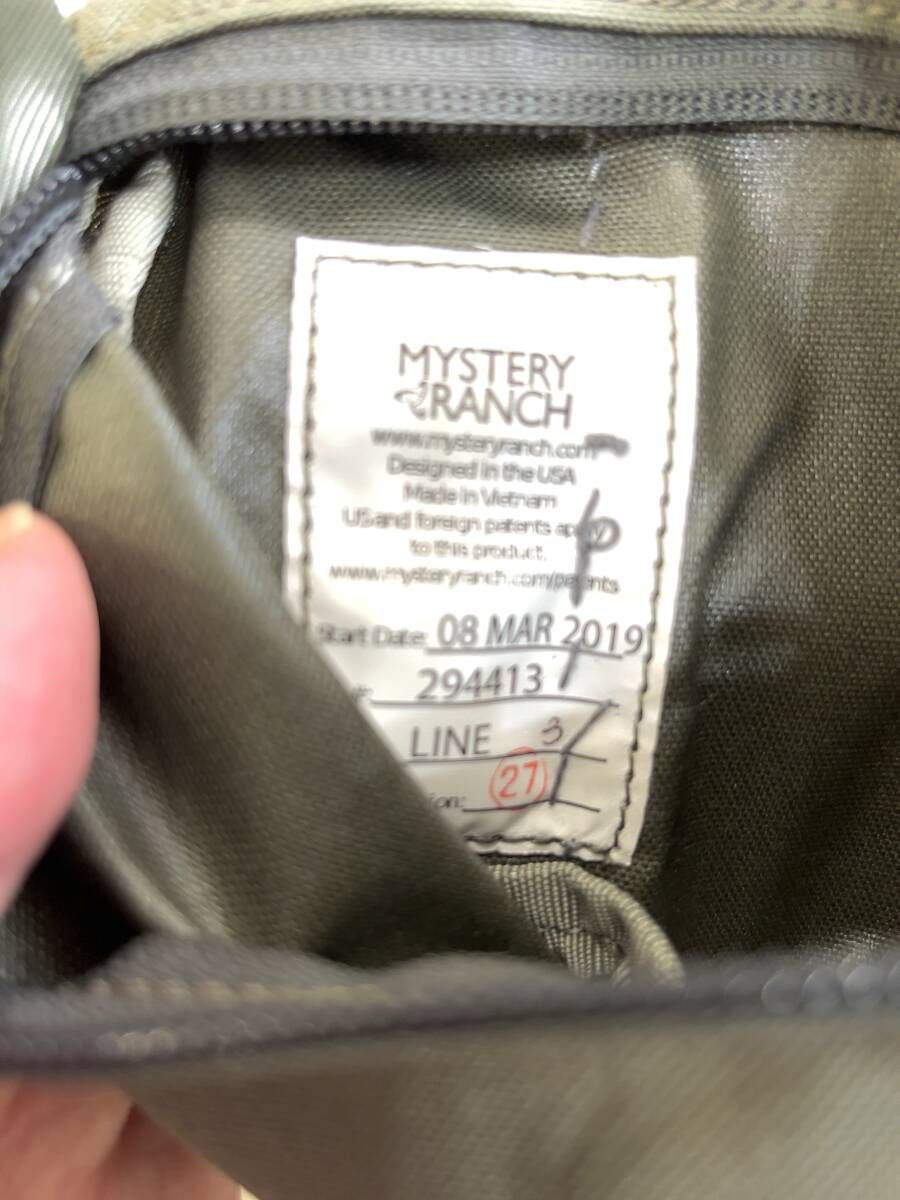 MYSTERY
RANCH
www.mysteryranch.com
Designed in the USA
Made in Vietnam
US and foreign patents apply
to this product.
www.mysteryranch.com/patents
Start Date: 08 MAR 2019
294413
LINE 3
27